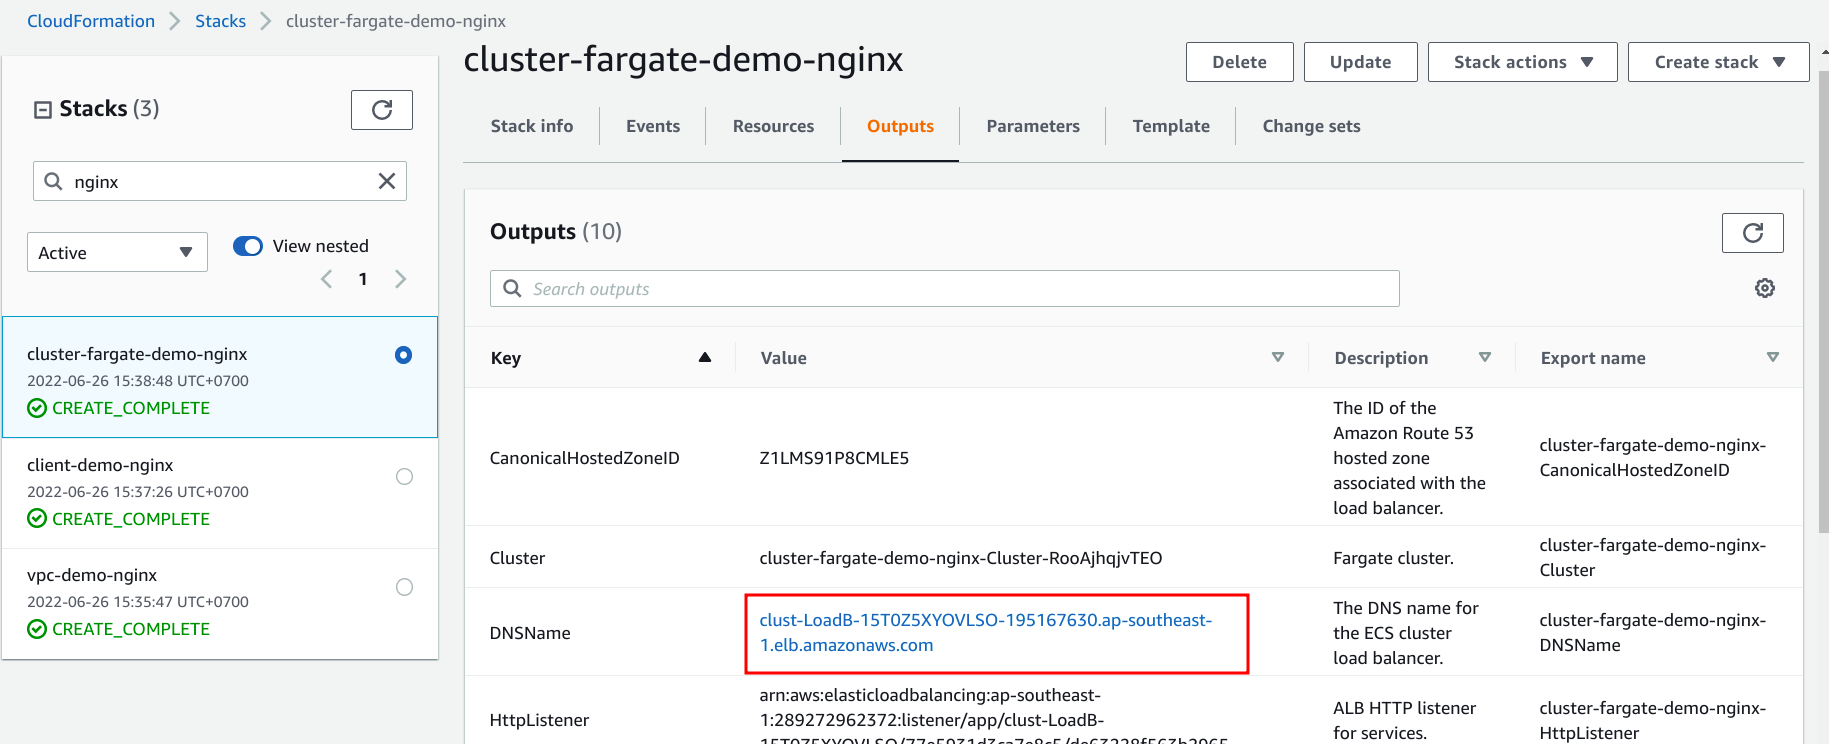 CloudFormation > Stacks > cluster-fargate-demo-nginx
Stacks (3)
nginx
Active
View nested
1
cluster-fargate-demo-nginx
2022-06-26 15:38:48 UTC+0700
CREATE_COMPLETE
client-demo-nginx
2022-06-26 15:37:26 UTC+0700
CREATE_COMPLETE
vpc-demo-nginx
2022-06-26 15:35:47 UTC+0700
CREATE_COMPLETE
cluster-fargate-demo-nginx
Delete
Update
Stack actions
Create stack
Stack info
Events
Resources
Outputs
Parameters
Template
Change sets
Outputs (10)
Search outputs
Key
Value
Description
Export name
CanonicalHostedZoneID
Z1LMS91P8CMLE5
The ID of the
Amazon Route 53
hosted zone
associated with the
load balancer.
cluster-fargate-demo-nginx-
CanonicalHostedZoneID
Cluster
cluster-fargate-demo-nginx-Cluster-RooAjhqjvTEO
Fargate cluster.
cluster-fargate-demo-nginx-
Cluster
DNSName
clust-LoadB-15T0Z5XYOVLSO-195167630.ap-southeast-
1.elb.amazonaws.com
The DNS name for
the ECS cluster
load balancer.
cluster-fargate-demo-nginx-
DNSName
HttpListener
arn:aws:elasticloadbalancing:ap-southeast-
1:289272962372:listener/app/clust-LoadB-
ALB HTTP listener
for services.
cluster-fargate-demo-nginx-
HttpListener